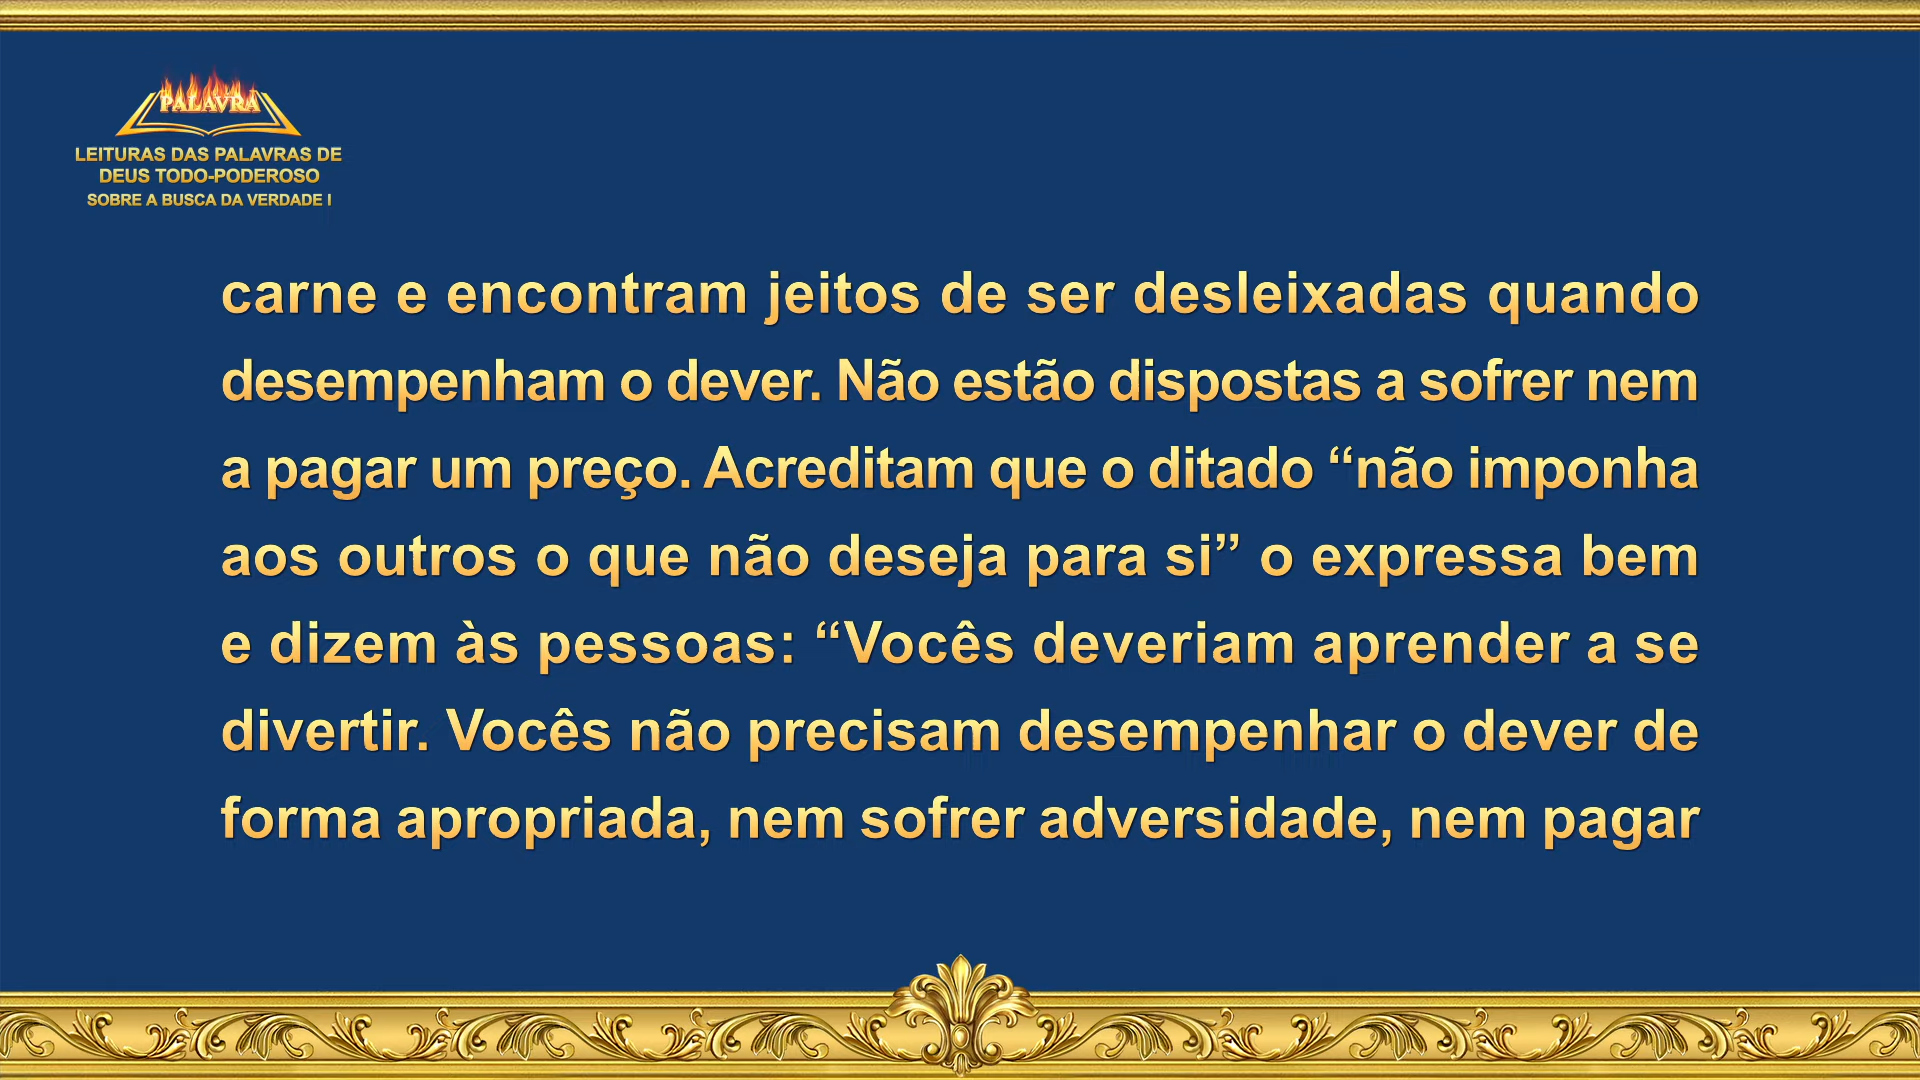 PALAVRA
LEITURAS DAS PALAVRAS DE
DEUS TODO-PODEROSO
SOBRE A BUSCA DA VERDADE I
carne e encontram jeitos de ser desleixadas quando
desempenham o dever. Não estão dispostas a sofrer nem
a pagar um preço. Acreditam que o ditado “não imponha
aos outros o que não deseja para si” o expressa bem
e dizem às pessoas: “Vocês deveriam aprender a se
divertir. Vocês não precisam desempenhar o dever de
forma apropriada, nem sofrer adversidade, nem pagar